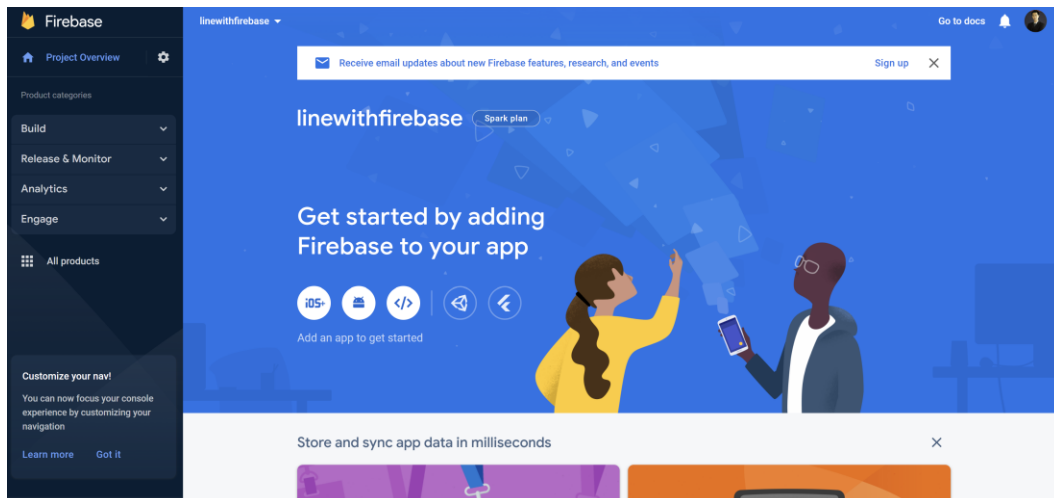 Firebase
Project Overview
Product categories
Build
Release & Monitor
Analytics
Engage
All products
Customize your nav!
You can now focus your console
experience by customizing your
navigation
Learn more Got it
linewithfirebase
Go to docs
Receive email updates about new Firebase features, research, and events
Sign up
linewithfirebase Spark plan
Get started by adding
Firebase to your app
iOS+
Add an app to get started
Store and sync app data in milliseconds